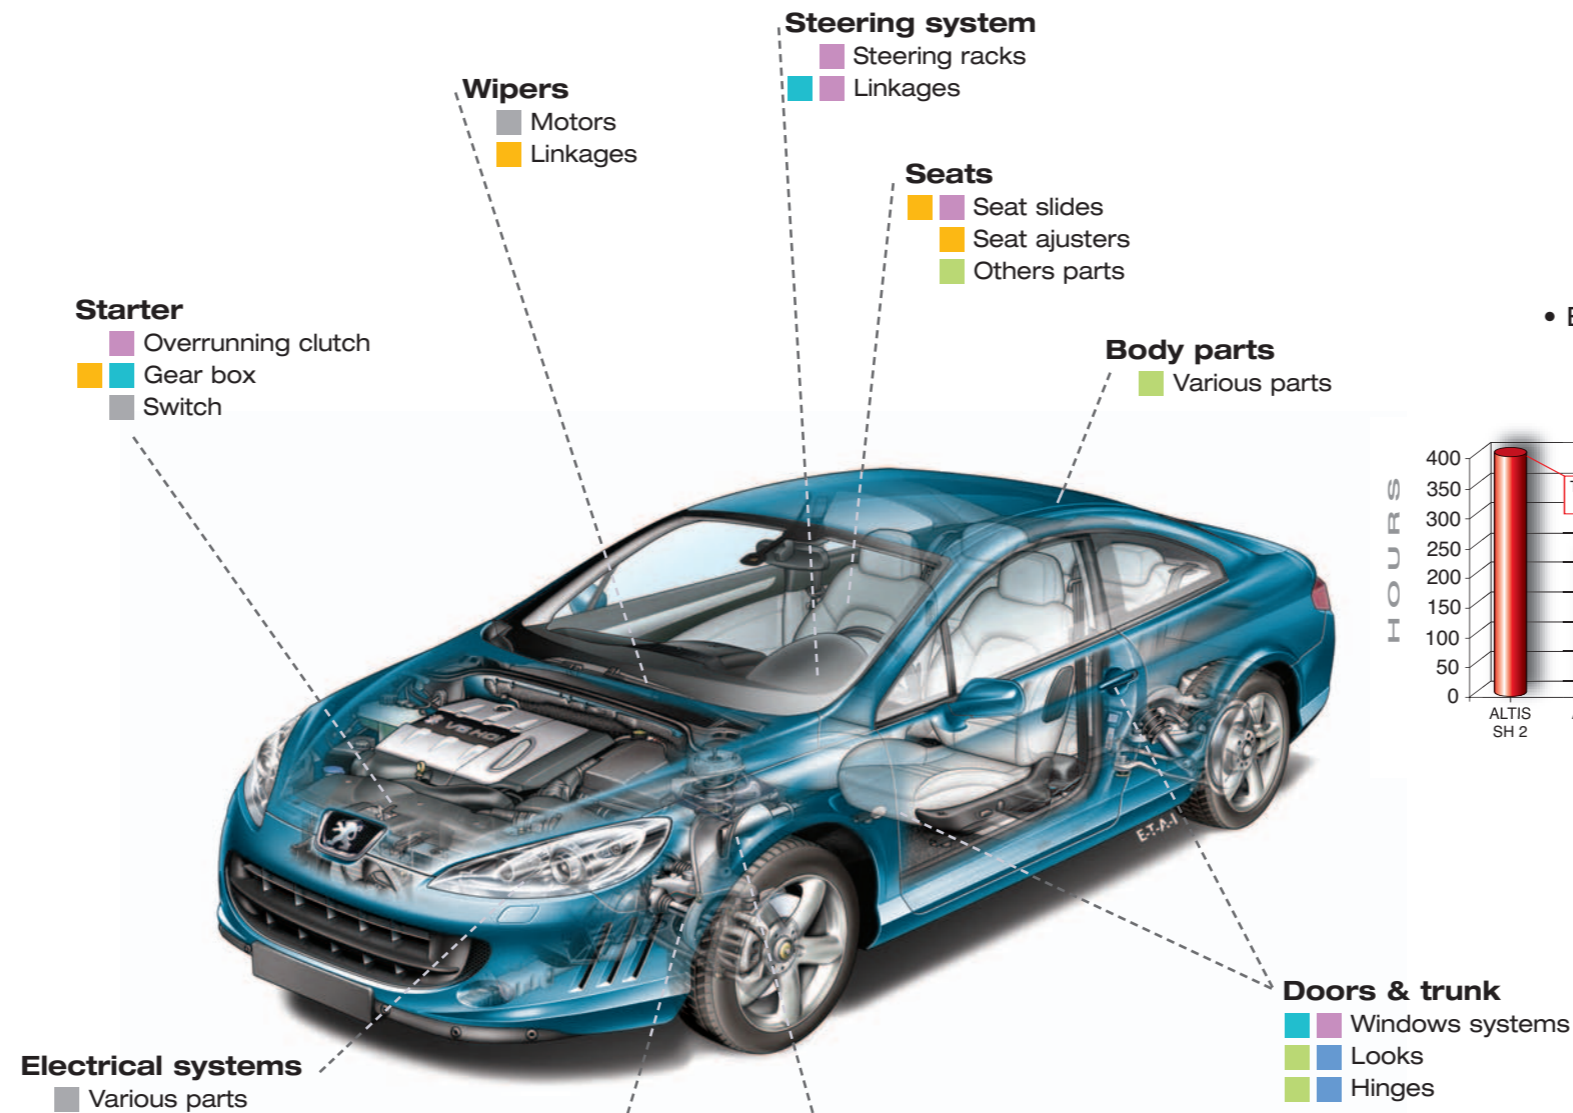 Steering system
Steering racks
Linkages
Wipers
Motors
Linkages
Seats
Seat slides
Seat ajusters
Others parts
Starter
Overrunning clutch
Gear box
Switch
Body parts
Various parts
HOURS
400
350
300
250
200
150
100
50
0
ALTIS
SH 2
V6 HDi
E-T-A-I
Doors & trunk
Windows systems
Looks
Hinges
Electrical systems
Various parts